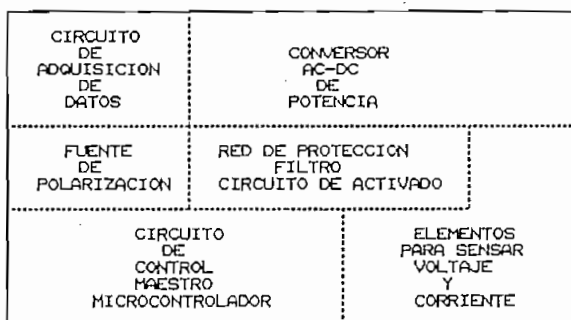 CIRCUITO
DE
ADQUISICION
DE
DATOS
CONVERSOR
AC-DC
DE
POTENCIA
FUENTE
DE
POLARIZACION
RED DE PROTECCION
FILTRO
CIRCUITO DE ACTIVADO
CIRCUITO
DE
CONTROL
MAESTRO
MICROCONTROLADOR
ELEMENTOS
PARA SENSAR
VOLTAJE
Y
CORRIENTE